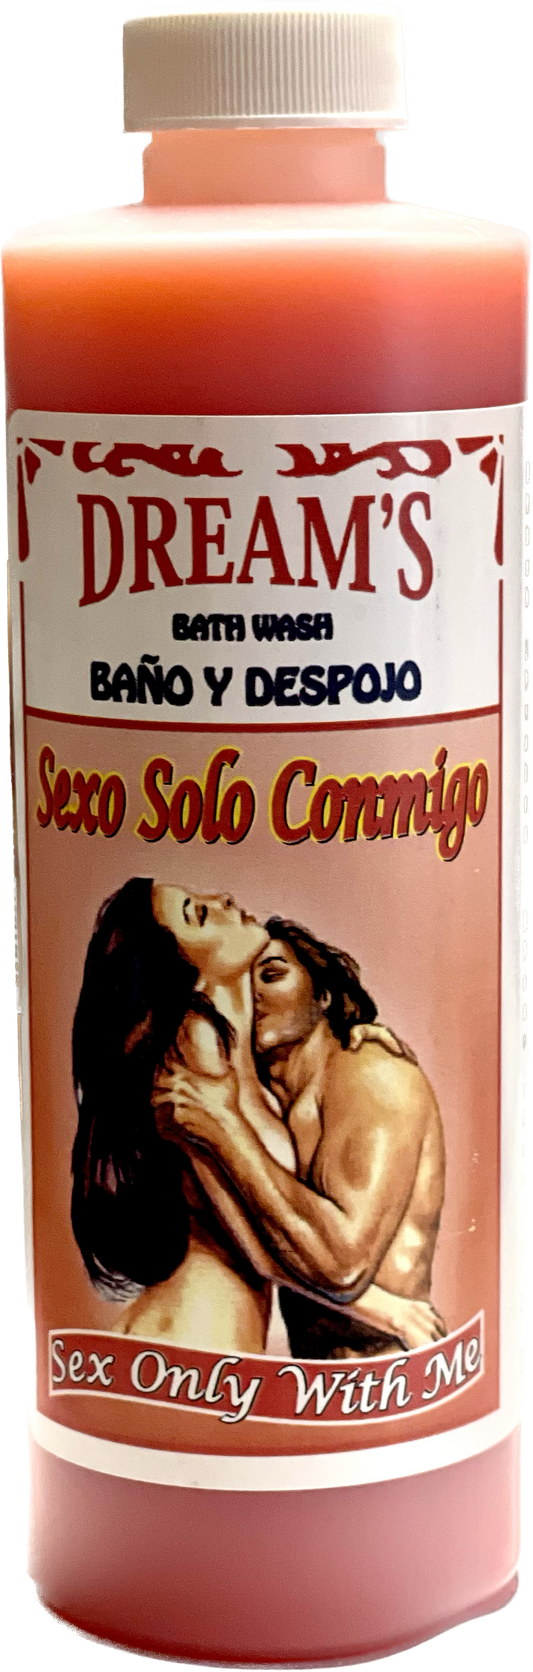 DREAM'S
BATH WASH
BAÑO Y DESPOJO
Sexo Solo Conmigo
Sex Only With Me